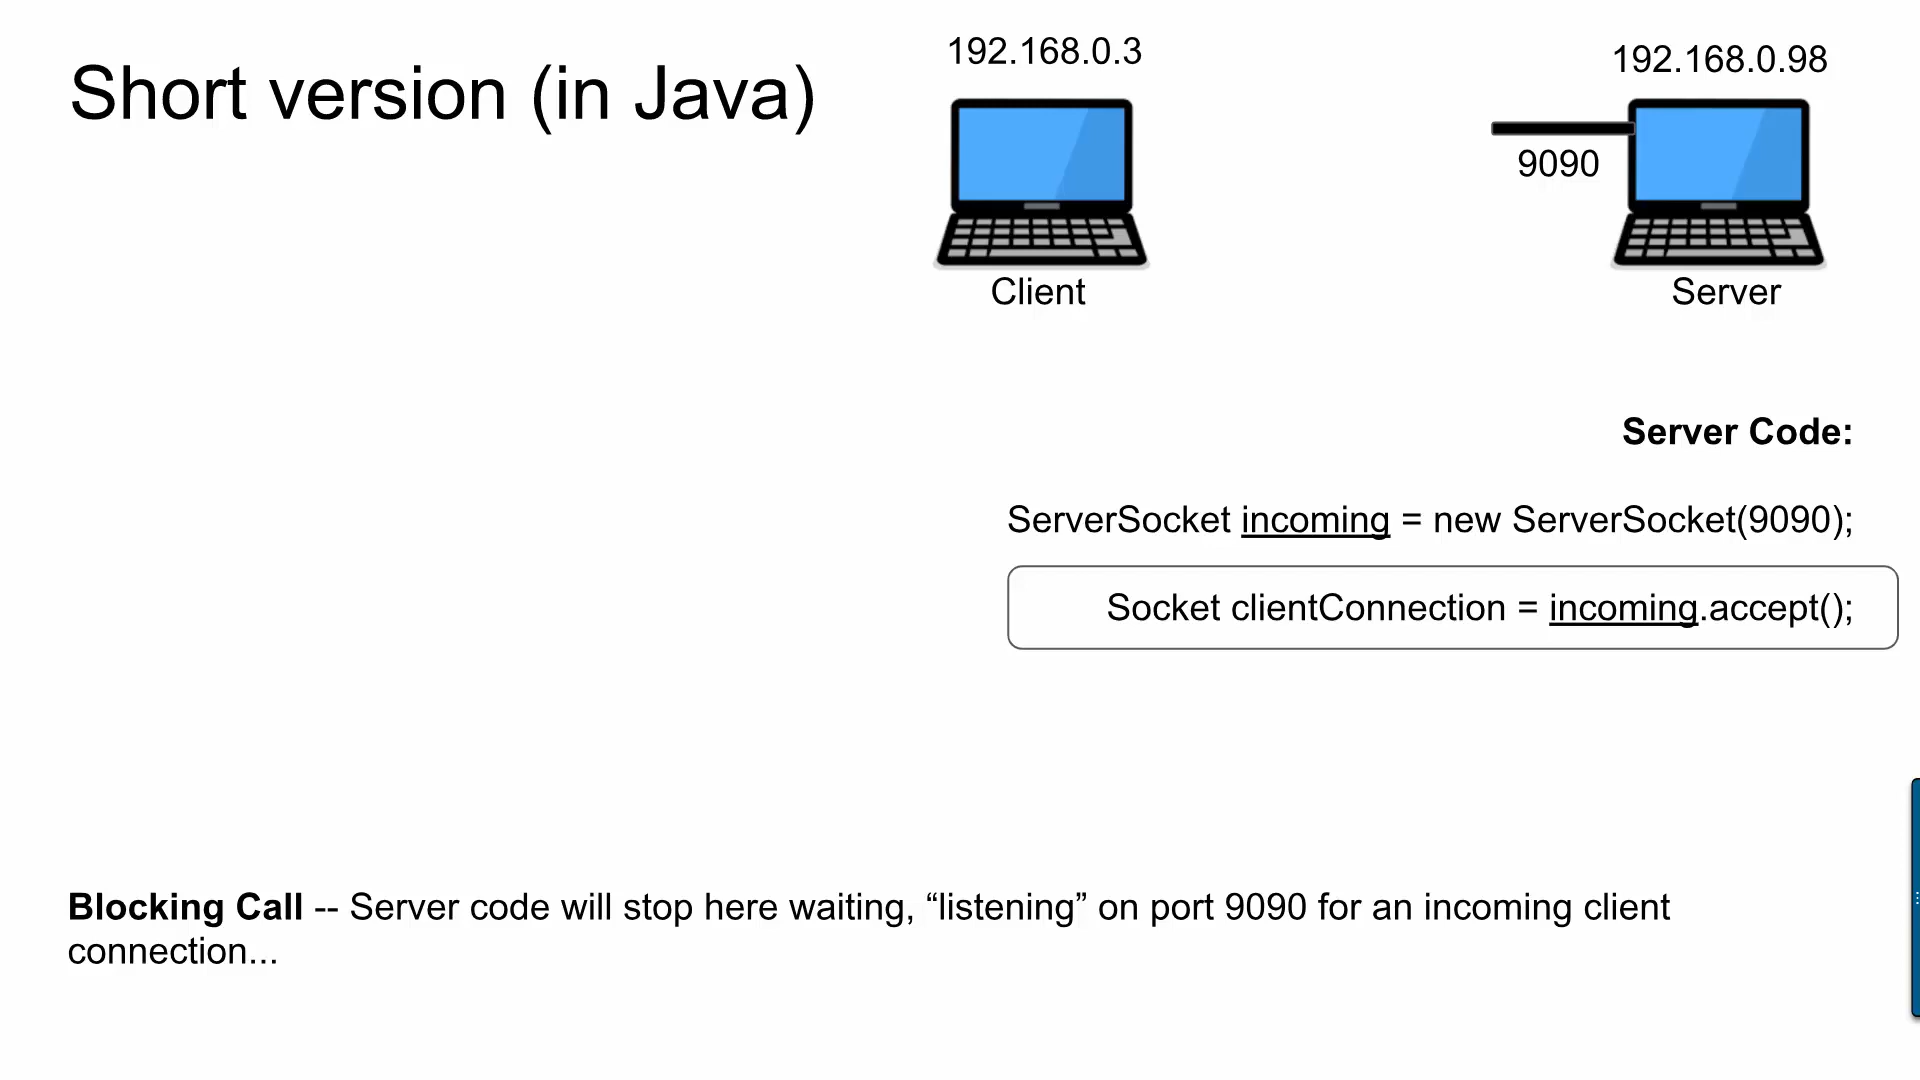 Short version (in Java)
192.168.0.3
192.168.0.98
9090
Client
Server
Server Code:
ServerSocket incoming = new ServerSocket(9090);
Socket clientConnection = incoming.accept();
Blocking Call -- Server code will stop here waiting, “listening” on port 9090 for an incoming client
connection...